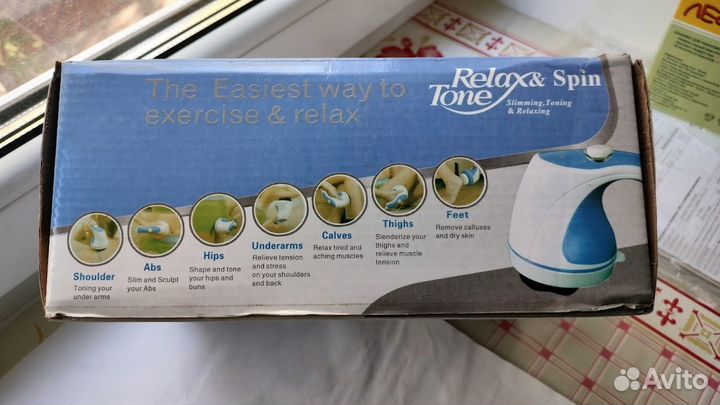 The Easiest way to
exercise & relax
Relax & Spin
Tone
Slimming, Toning
& Relaxing
Shoulder
Toning your
under arms
Abs
Slim and Sculpt
your Abs
Hips
Shape and tone
your hips and
buns
Underarms
Relieve tension
and stress
on your shoulders
and back
Calves
Relax tired and
aching muscles
Thighs
Slenderize your
thighs and
relieve muscle
tension
Feet
Remove calluses
and dry skin
Avito